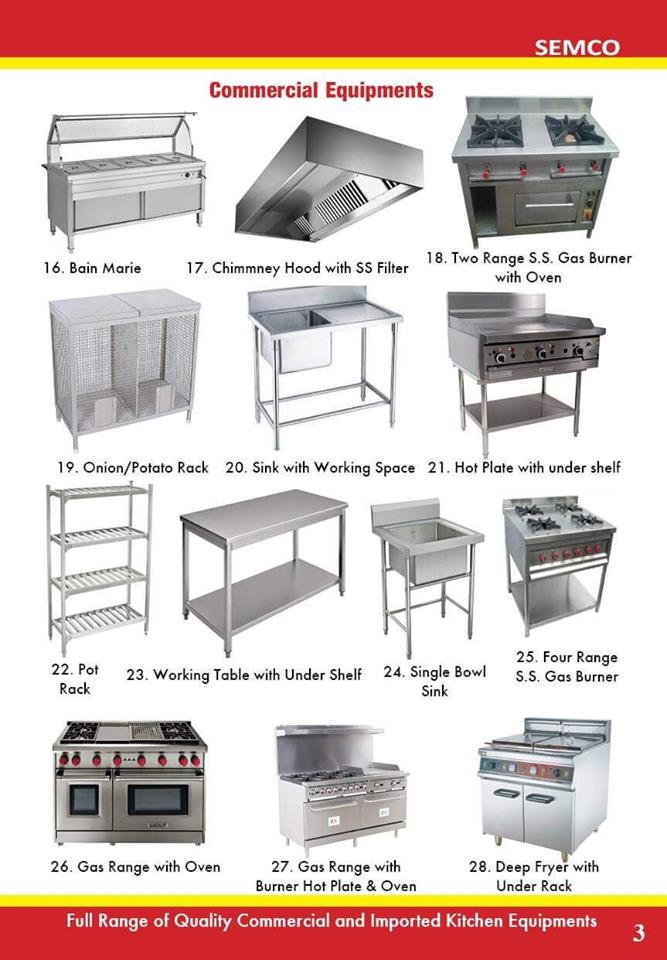 SEMCO
Commercial Equipments
16. Bain Marie
17. Chimmney Hood with SS Filter
18. Two Range S.S. Gas Burner
with Oven
19. Onion/Potato Rack
20. Sink with Working Space
21. Hot Plate with under shelf
22. Pot
Rack
23. Working Table with Under Shelf
24. Single Bowl
Sink
25. Four Range
S.S. Gas Burner
26. Gas Range with Oven
27. Gas Range with
Burner Hot Plate & Oven
28. Deep Fryer with
Under Rack
Full Range of Quality Commercial and Imported Kitchen Equipments
3